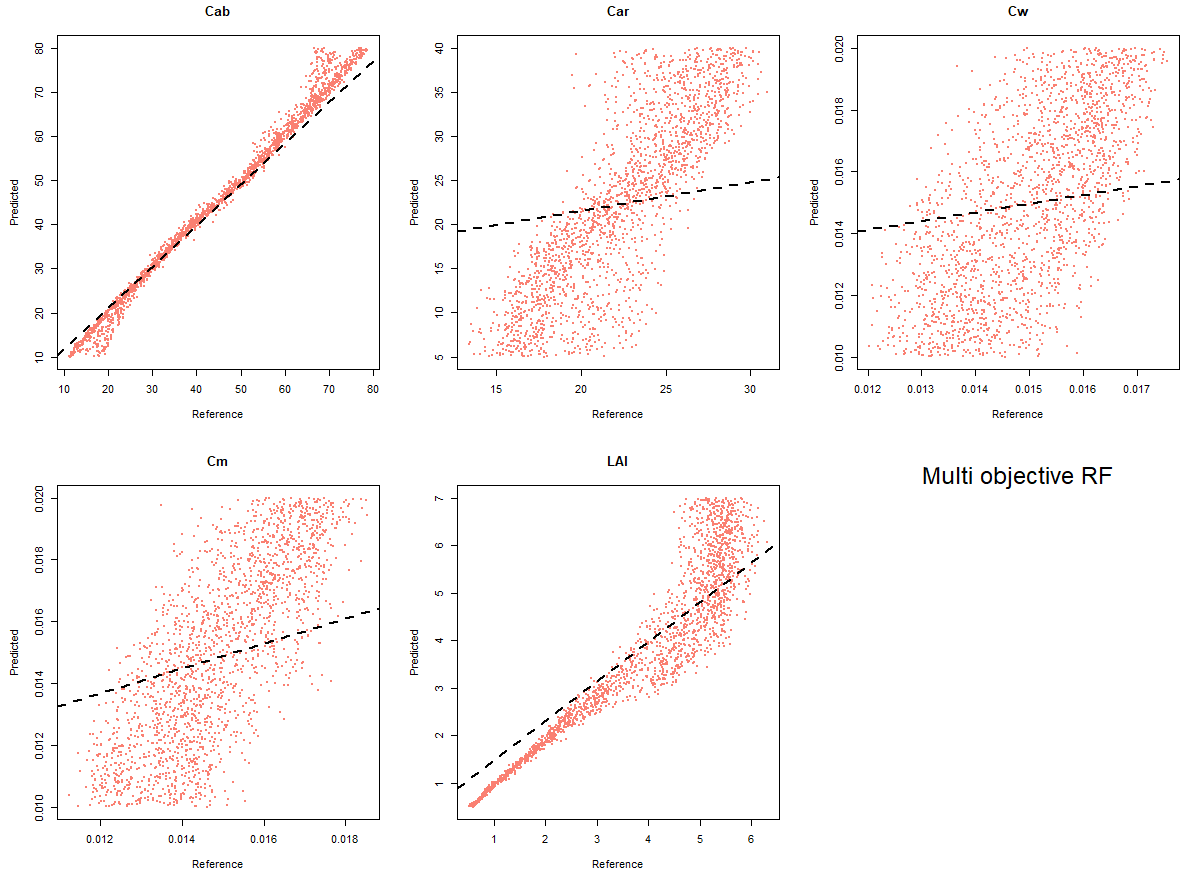 Cab
Predicted
10 20 30 40 50 60 70 80
10 20 30 40 50 60 70 80
Reference
Car
Predicted
5 10 15 20 25 30 35 40
15 20 25 30
Reference
Cw
Predicted
0.010 0.012 0.014 0.016 0.018 0.020
0.012 0.013 0.014 0.015 0.016 0.017
Reference
Cm
Predicted
0.010 0.012 0.014 0.016 0.018 0.020
0.012 0.014 0.016 0.018
Reference
LAI
Predicted
1 2 3 4 5 6 7
1 2 3 4 5 6
Reference
Multi objective RF